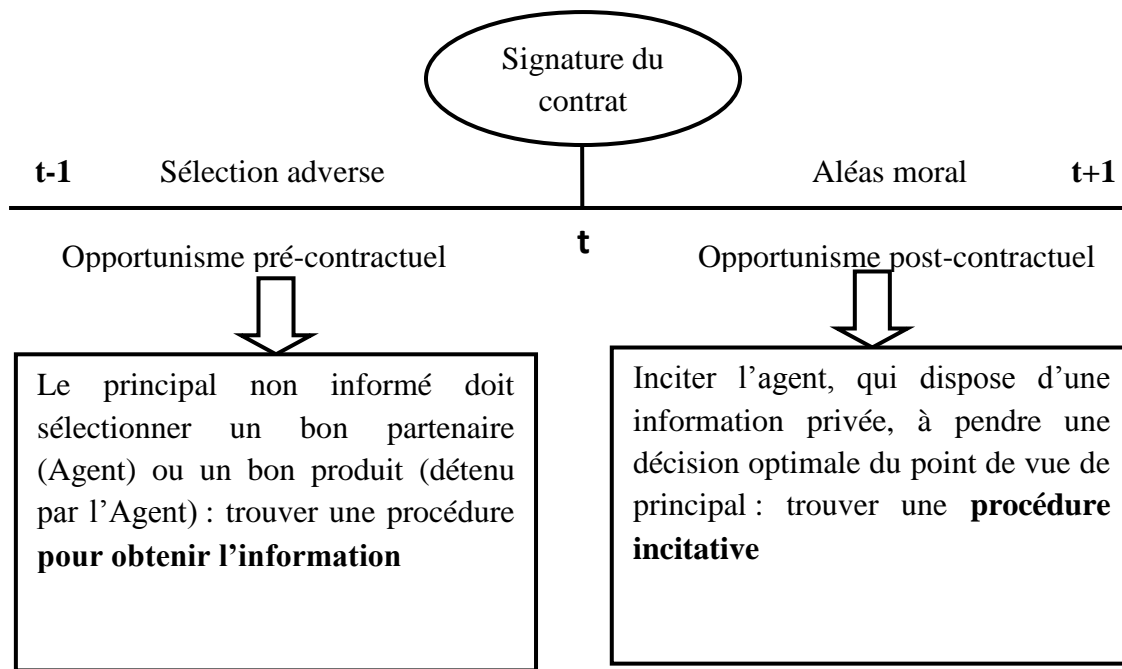 Signature du
contrat
t-1 Sélection adverse Aléas moral t+1
t
Opportunisme pré-contractuel
Opportunisme post-contractuel
Le principal non informé doit
sélectionner un bon partenaire
(Agent) ou un bon produit (détenu
par l’Agent) : trouver une procédure
pour obtenir l’information
Inciter l’agent, qui dispose d’une
information privée, à pendre une
décision optimale du point de vue de
principal : trouver une procédure
incitative